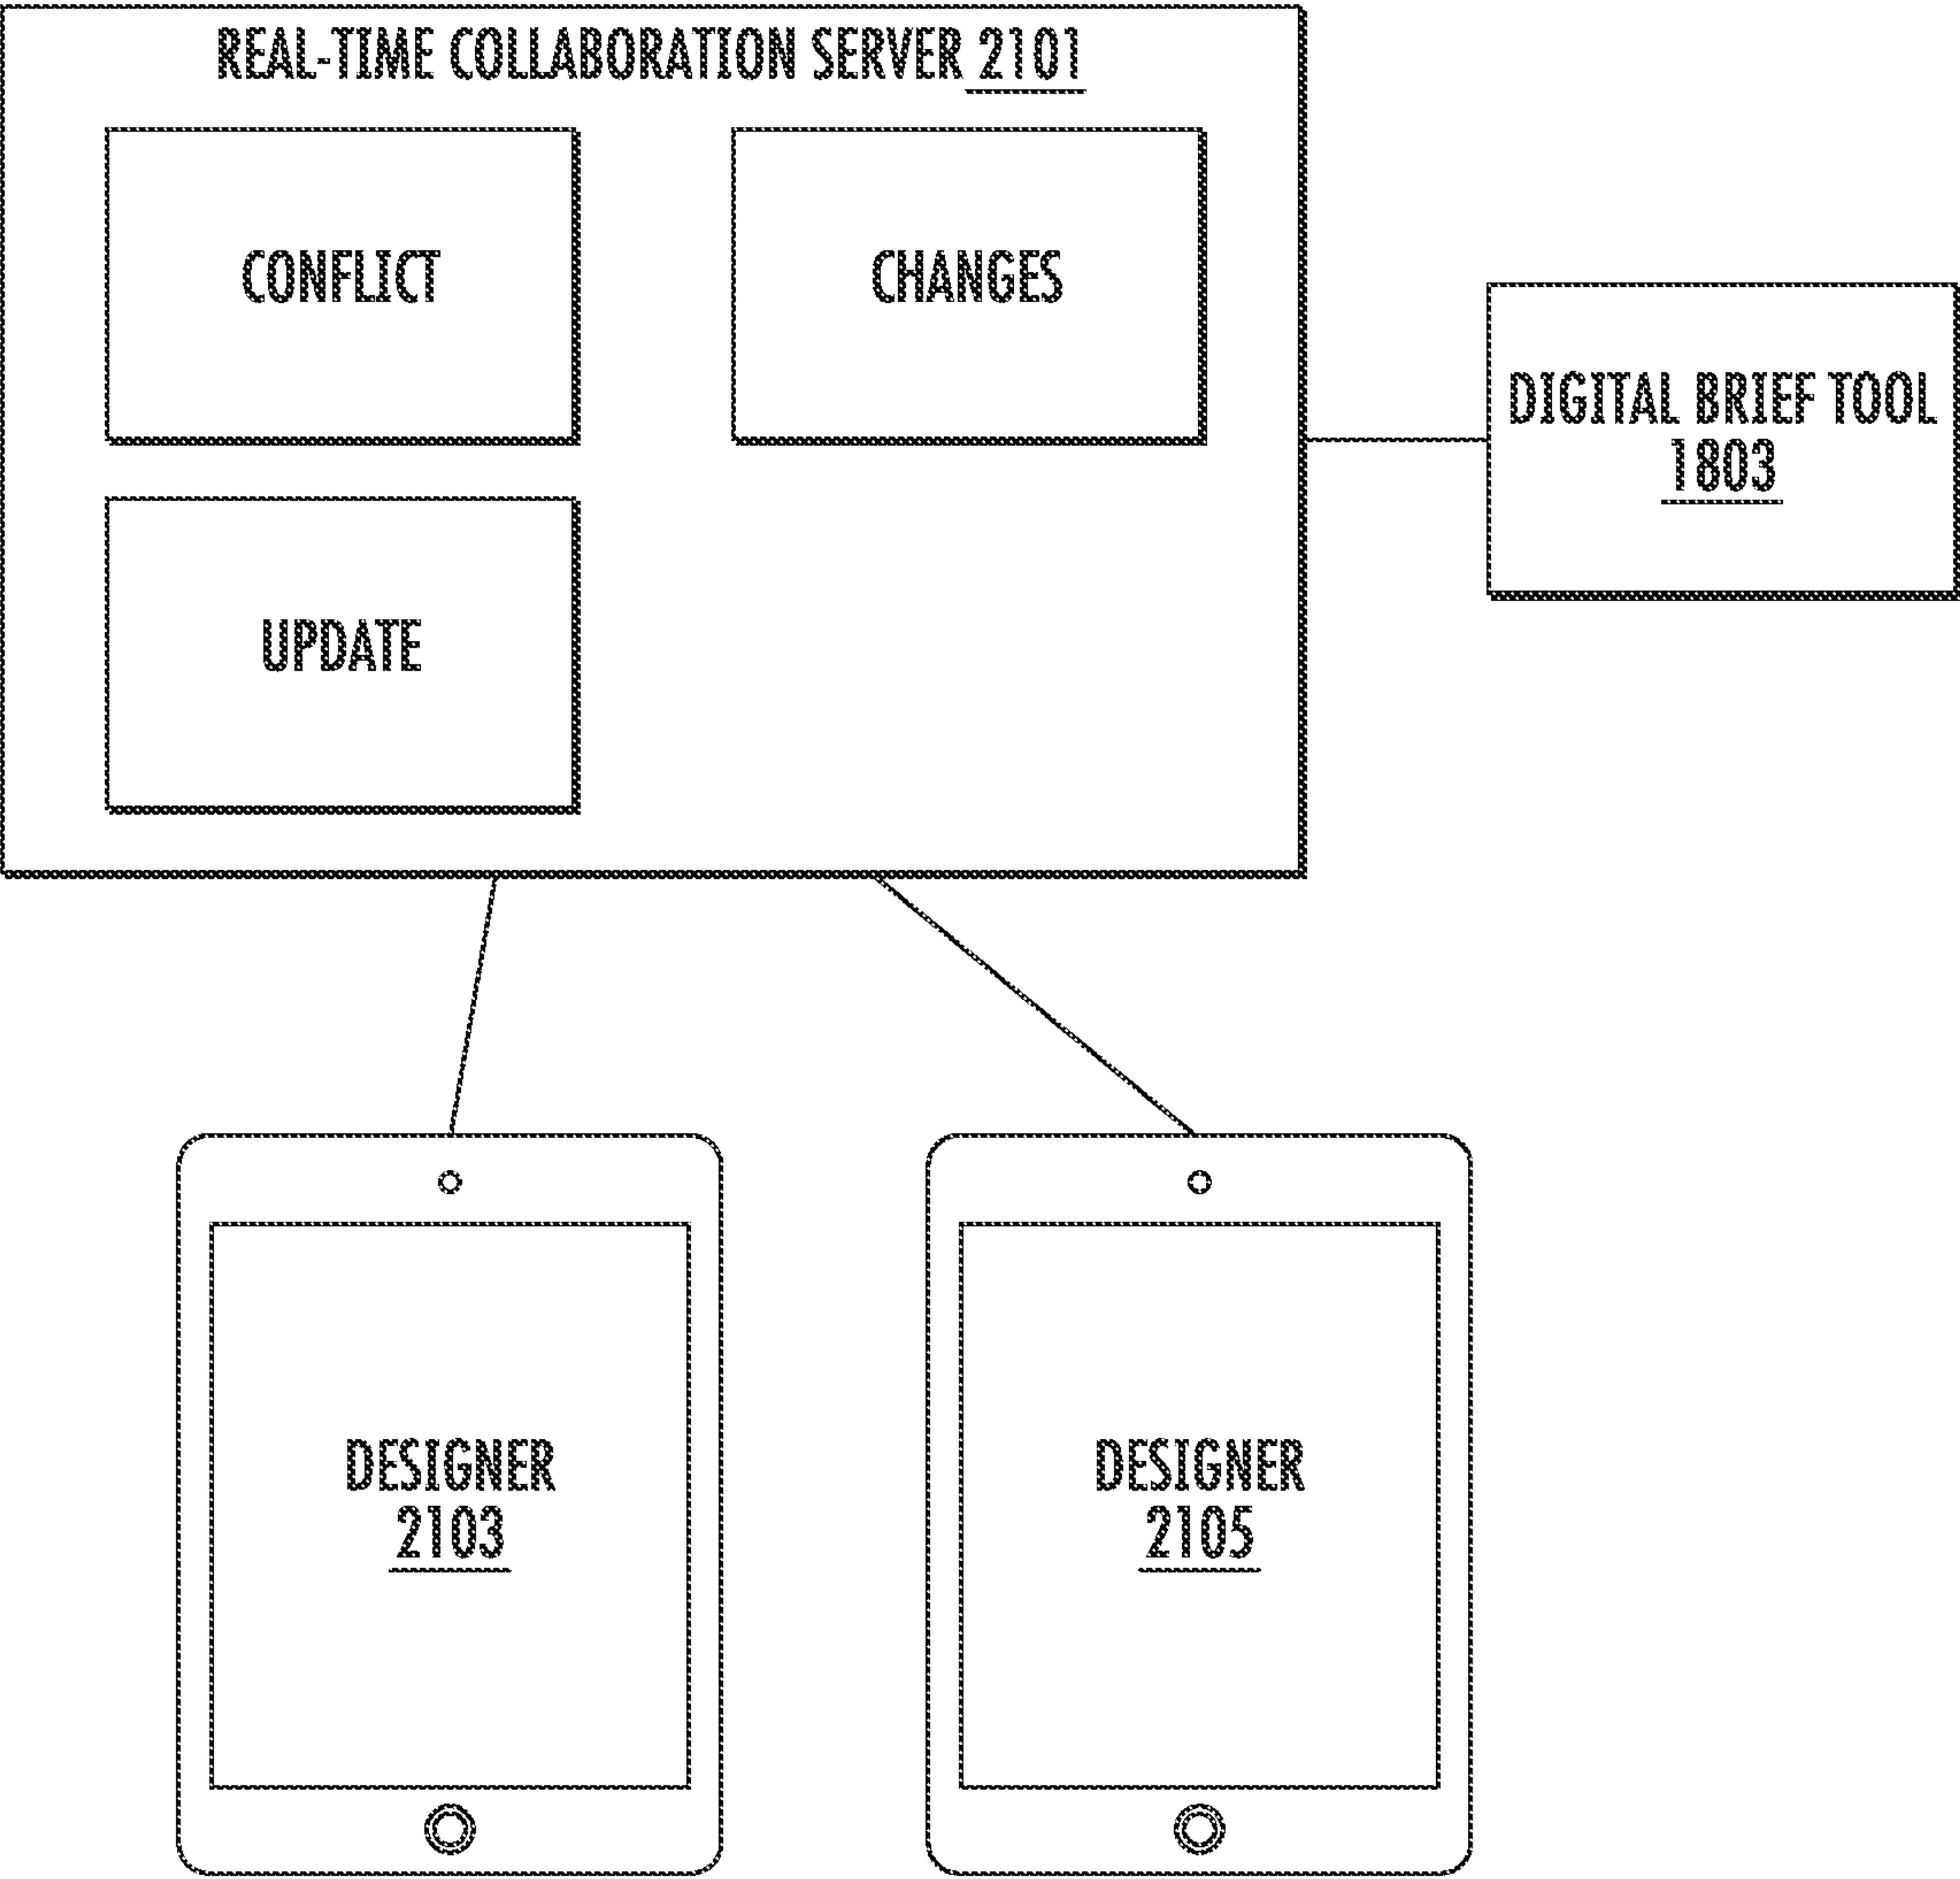 REAL-TIME COLLABORATION SERVER 2101
CONFLICT
CHANGES
DIGITAL BRIEF TOOL
1803
UPDATE
DESIGNER
2103
DESIGNER
2105